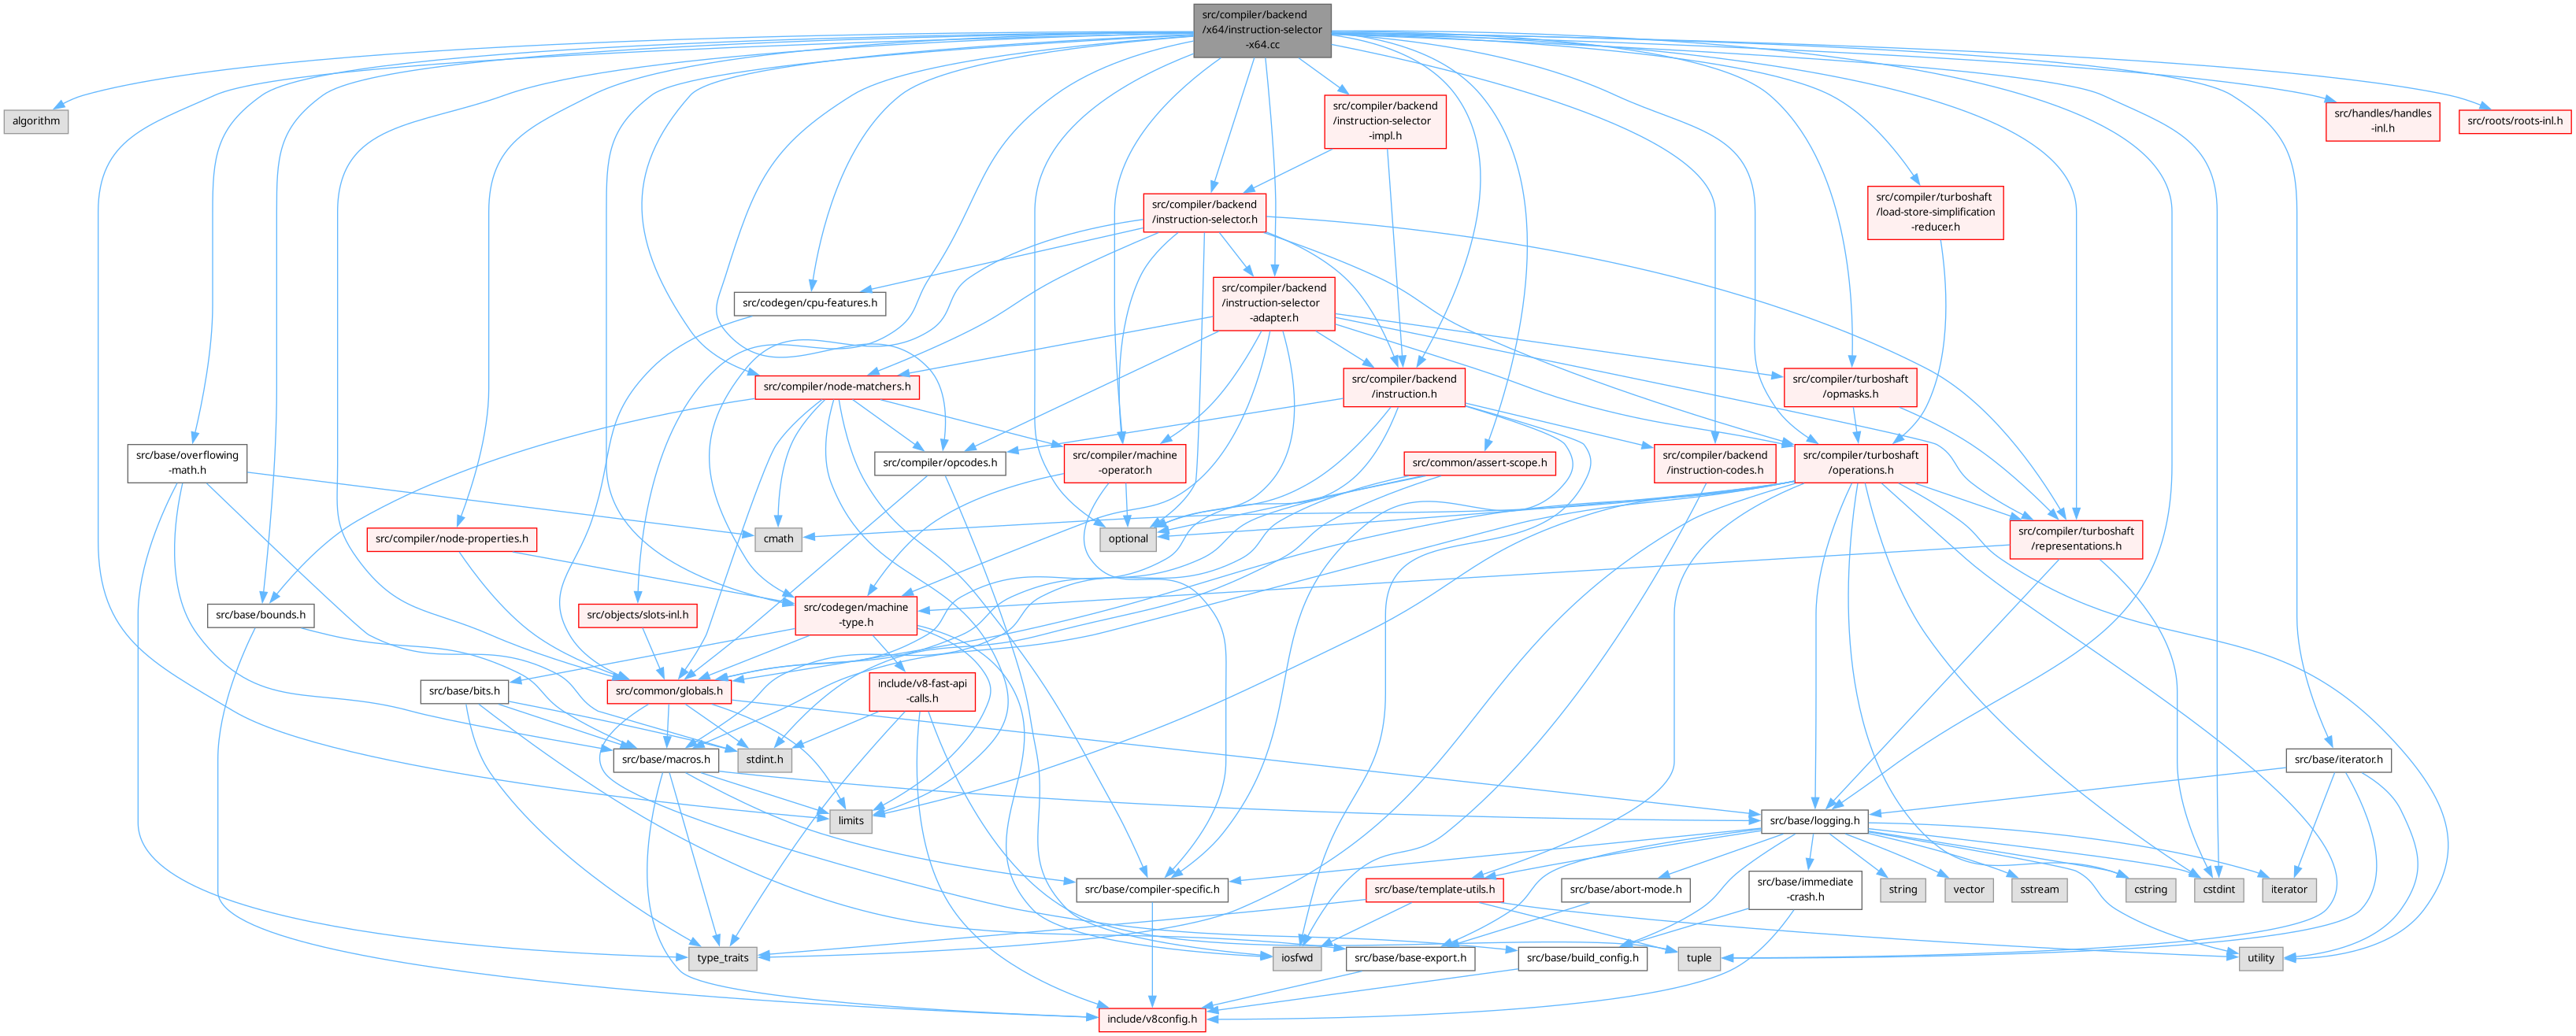 src/compiler/backend
/x64/instruction-selector
-x64.cc
algorithm
src/compiler/backend
/instruction-selector
-impl.h
src/handles/handles
-inl.h
src/roots/roots-inl.h
src/compiler/backend
/instruction-selector.h
src/compiler/turboshaft
/load-store-simplification
-reducer.h
src/codegen/cpu-features.h
src/compiler/backend
/instruction-selector
-adapter.h
src/compiler/node-matchers.h
src/compiler/backend
/instruction.h
src/compiler/turboshaft
/opmasks.h
src/base/overflowing
-math.h
src/compiler/opcodes.h
src/compiler/machine
-operator.h
src/common/assert-scope.h
src/compiler/backend
/instruction-codes.h
src/compiler/turboshaft
/operations.h
src/compiler/node-properties.h
cmath
optional
src/compiler/turboshaft
/representations.h
src/base/bounds.h
src/objects/slots-inl.h
src/codegen/machine
-type.h
src/base/bits.h
src/common/globals.h
include/v8-fast-api
-calls.h
src/base/macros.h
stdint.h
src/base/iterator.h
limits
src/base/logging.h
src/base/compiler-specific.h
src/base/template-utils.h
src/base/abort-mode.h
src/base/immediate
-crash.h
string
vector
sstream
cstring
cstdint
iterator
type_traits
iosfwd
src/base/base-export.h
src/base/build_config.h
tuple
utility
include/v8config.h